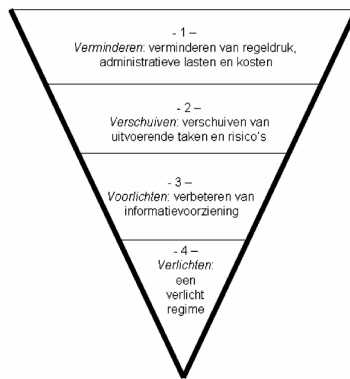 - 1 –
Verminderen: verminderen van regeldruk,
administratieve lasten en kosten
- 2 –
Verschuiven: verschuiven van
uitvoerende taken en risico's
- 3 –
Voorlichten: verbeteren van
informatievoorziening
- 4 –
Verlichten:
een
verlicht
regime